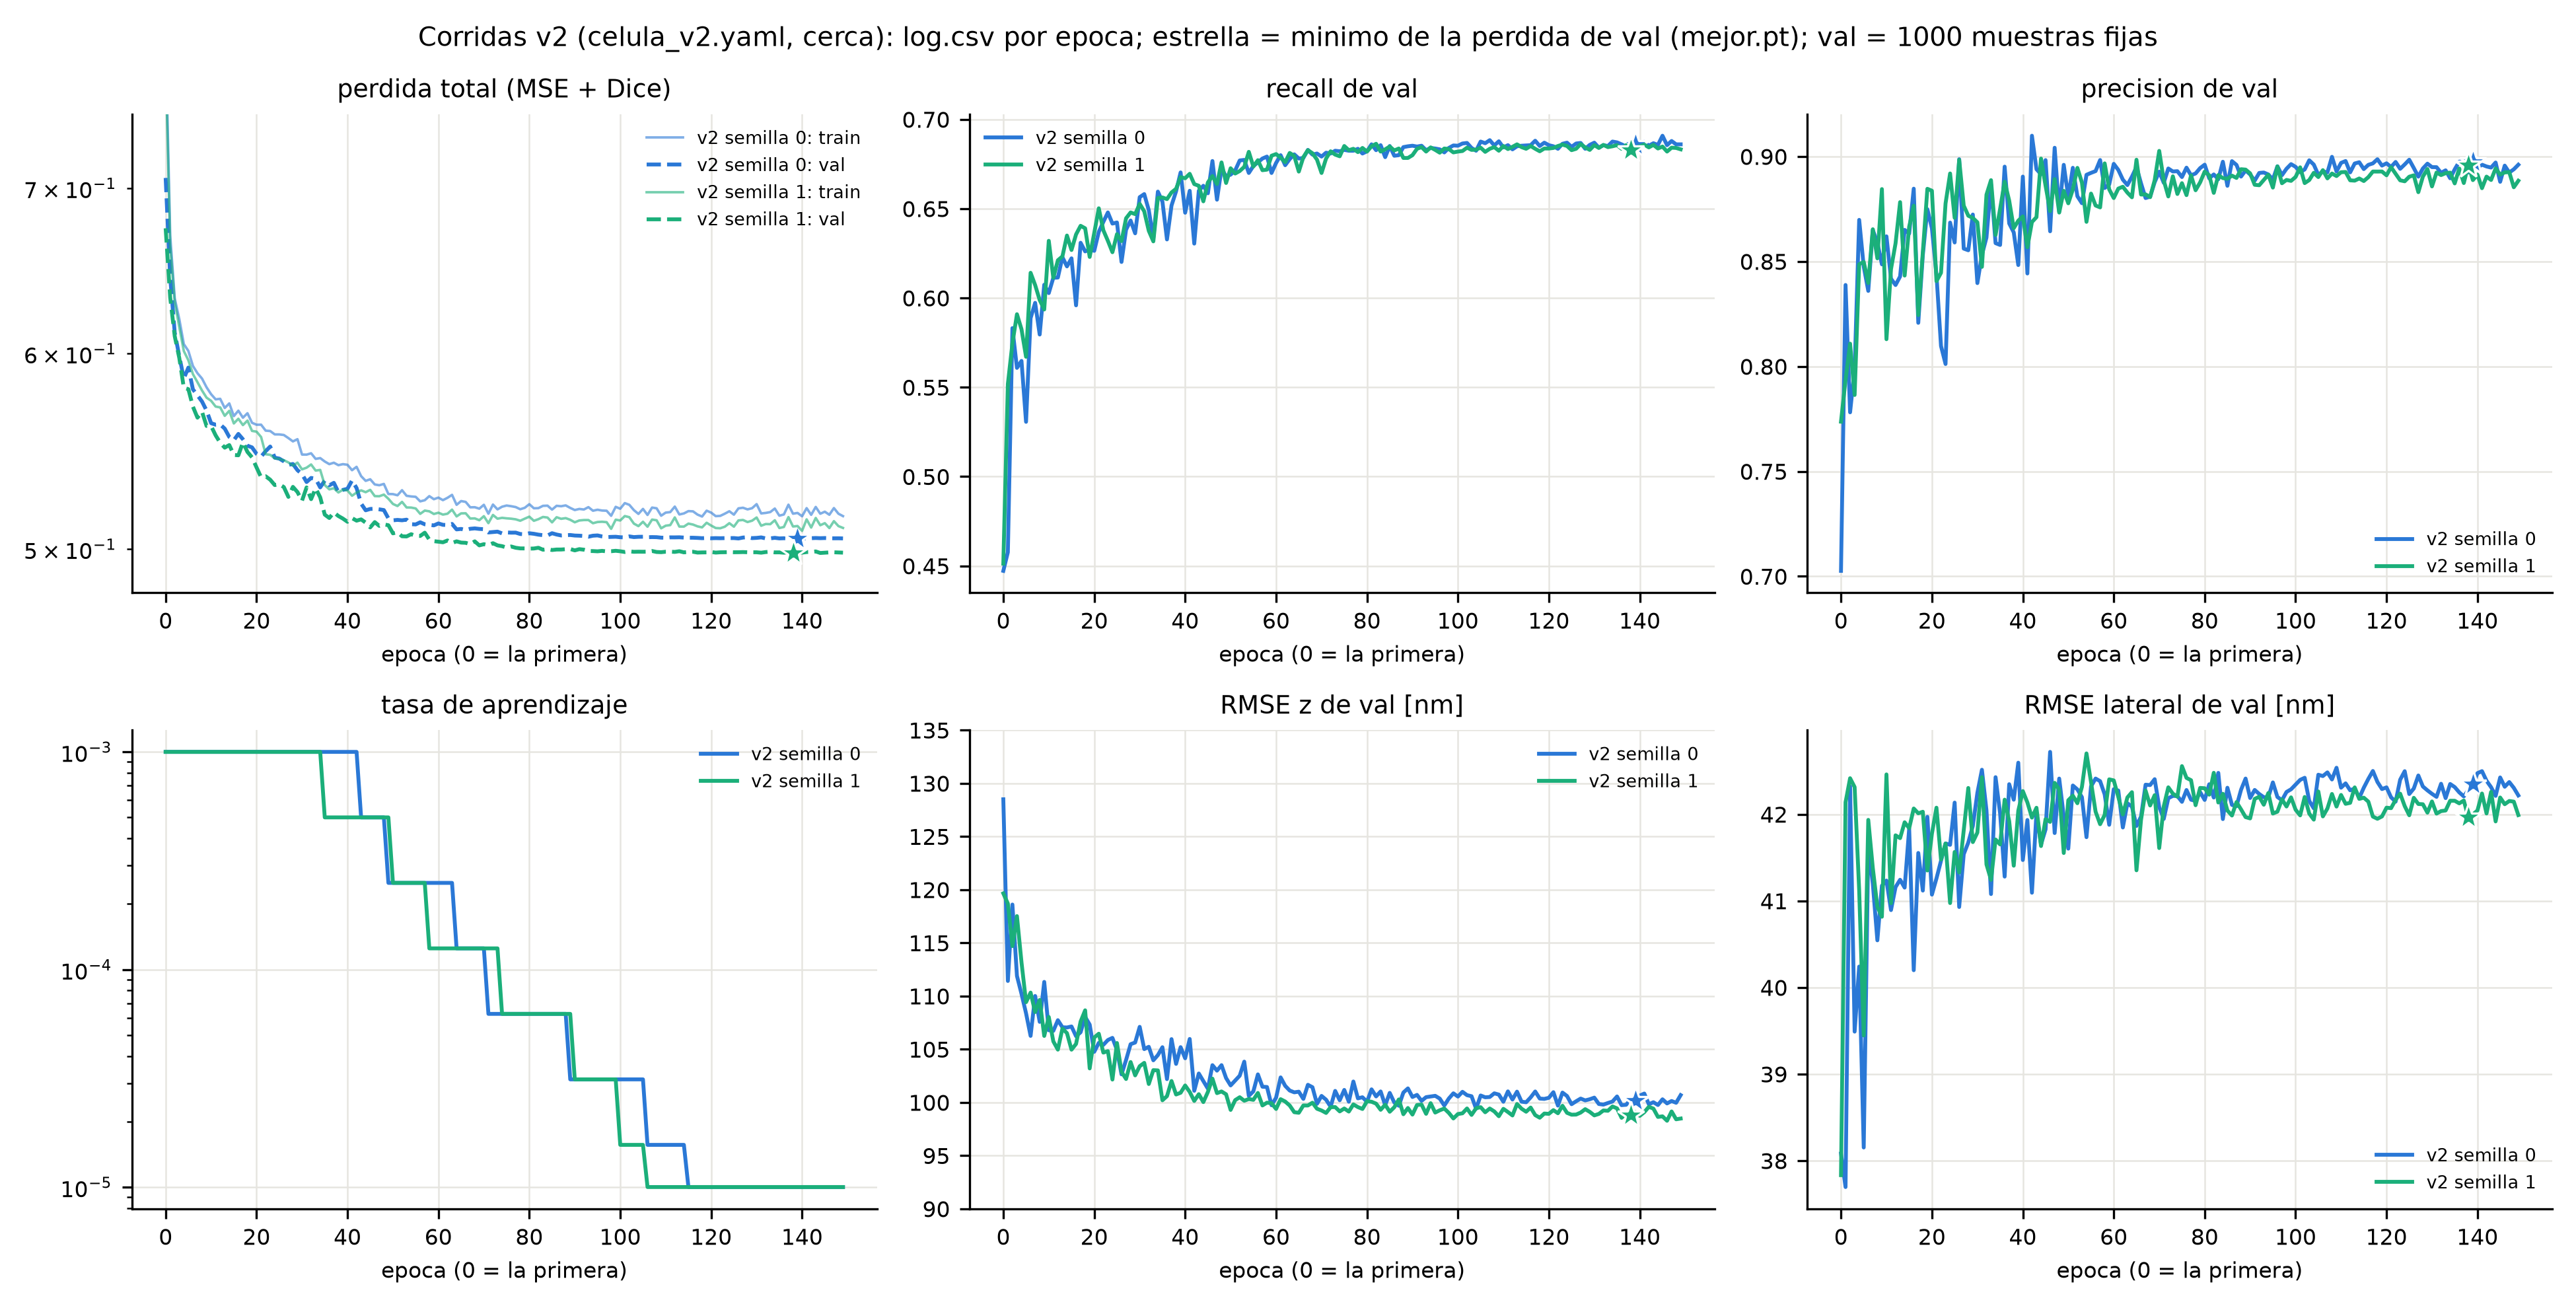 Corridas v2 (celula_v2.yaml, cerca): log.csv por epoca; estrella = minimo de la perdida de val (mejor.pt); val = 1000 muestras fijas
perdida total (MSE + Dice)
7 × 10⁻¹
6 × 10⁻¹
5 × 10⁻¹
v2 semilla 0: train
v2 semilla 0: val
v2 semilla 1: train
v2 semilla 1: val
0 20 40 60 80 100 120 140
epoca (0 = la primera)
recall de val
0.70
0.65
0.60
0.55
0.50
0.45
v2 semilla 0
v2 semilla 1
0 20 40 60 80 100 120 140
epoca (0 = la primera)
precision de val
0.90
0.85
0.80
0.75
0.70
v2 semilla 0
v2 semilla 1
0 20 40 60 80 100 120 140
epoca (0 = la primera)
tasa de aprendizaje
10⁻³
10⁻⁴
10⁻⁵
v2 semilla 0
v2 semilla 1
0 20 40 60 80 100 120 140
epoca (0 = la primera)
RMSE z de val [nm]
135
130
125
120
115
110
105
100
95
90
v2 semilla 0
v2 semilla 1
0 20 40 60 80 100 120 140
epoca (0 = la primera)
RMSE lateral de val [nm]
42
41
40
39
38
v2 semilla 0
v2 semilla 1
0 20 40 60 80 100 120 140
epoca (0 = la primera)